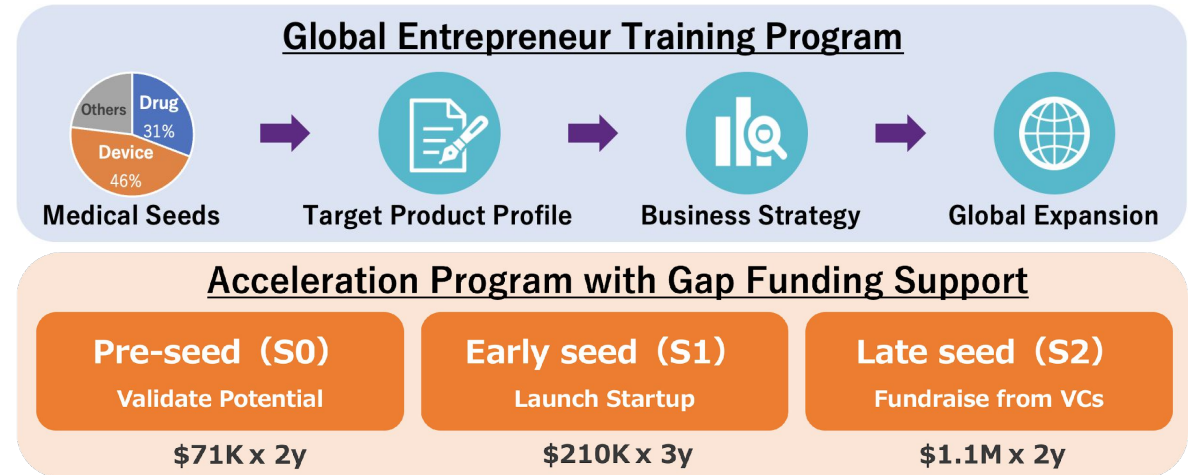 Global Entrepreneur Training Program
Others
Drug
31%
Device
46%
Medical Seeds
Target Product Profile
Business Strategy
Global Expansion
Acceleration Program with Gap Funding Support
Pre-seed（S0）
Validate Potential
$71K x 2y
Early seed（S1）
Launch Startup
$210K x 3y
Late seed（S2）
Fundraise from VCs
$1.1M x 2y